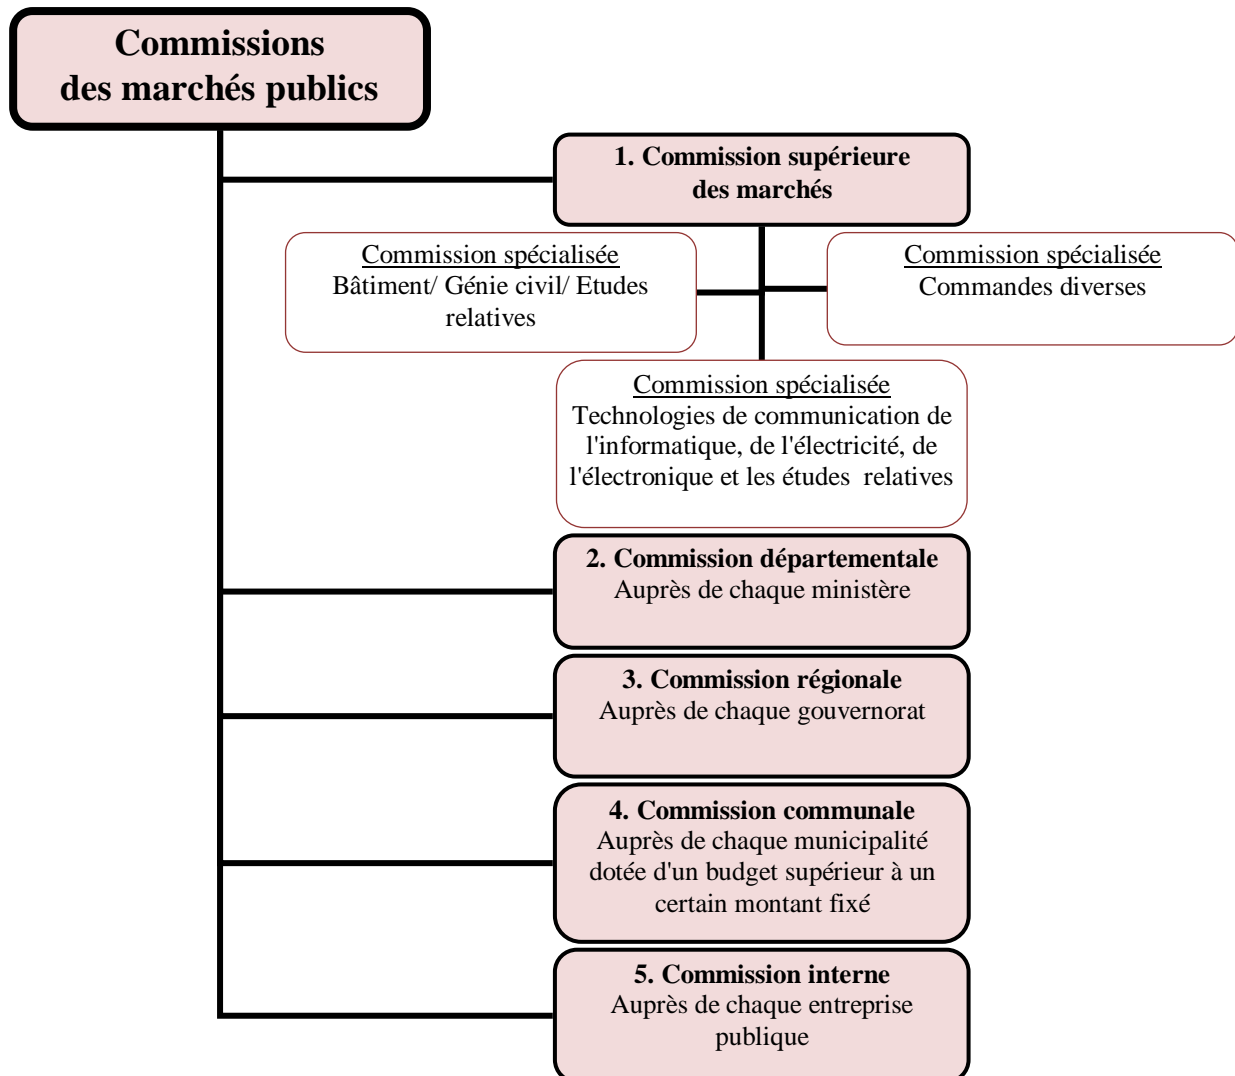 Commissions
des marchés publics
1. Commission supérieure
des marchés
Commission spécialisée
Bâtiment/ Génie civil/ Etudes
relatives
Commission spécialisée
Commandes diverses
Commission spécialisée
Technologies de communication de
l'informatique, de l'électricité, de
l'électronique et les études relatives
2. Commission départementale
Auprès de chaque ministère
3. Commission régionale
Auprès de chaque gouvernorat
4. Commission communale
Auprès de chaque municipalité
dotée d'un budget supérieur à un
certain montant fixé
5. Commission interne
Auprès de chaque entreprise
publique